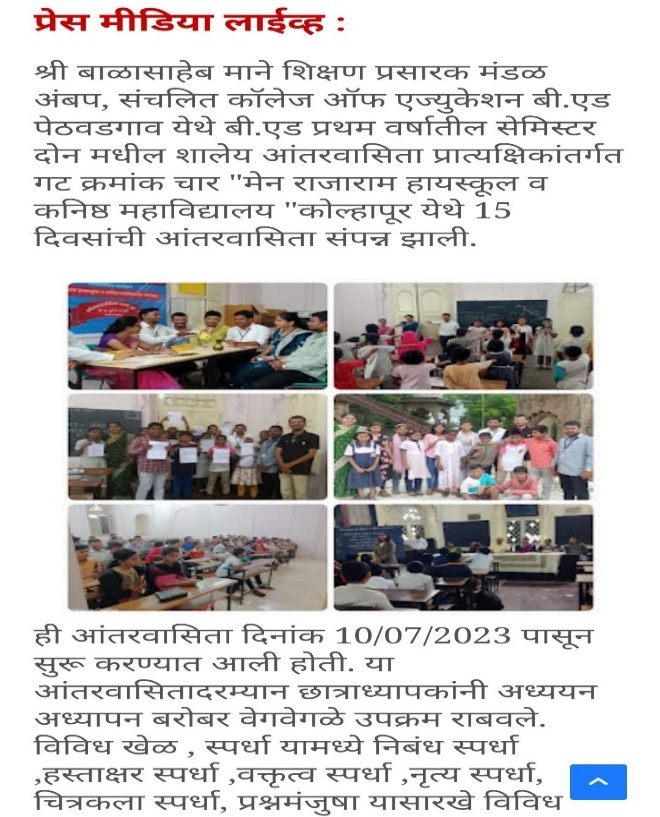 प्रेस मीडिया लाईव्ह :
श्री बाळासाहेब माने शिक्षण प्रसारक मंडळ
अंबप, संचलित कॉलेज ऑफ एज्युकेशन बी.एड
पेठवडगाव येथे बी.एड प्रथम वर्षातील सेमिस्टर
दोन मधील शालेय आंतरवासिता प्रात्यक्षिकांतर्गत
गट क्रमांक चार "मेन राजाराम हायस्कूल व
कनिष्ठ महाविद्यालय "कोल्हापूर येथे 15
दिवसांची आंतरवासिता संपन्न झाली.
ही आंतरवासिता दिनांक 10/07/2023 पासून
सुरू करण्यात आली होती. या
आंतरवासितादरम्यान छात्राध्यापकांनी अध्ययन
अध्यापन बरोबर वेगवेगळे उपक्रम राबवले.
विविध खेळ , स्पर्धा यामध्ये निबंध स्पर्धा
,हस्ताक्षर स्पर्धा ,वक्तृत्व स्पर्धा ,नृत्य स्पर्धा,
चित्रकला स्पर्धा, प्रश्नमंजुषा यासारखे विविध